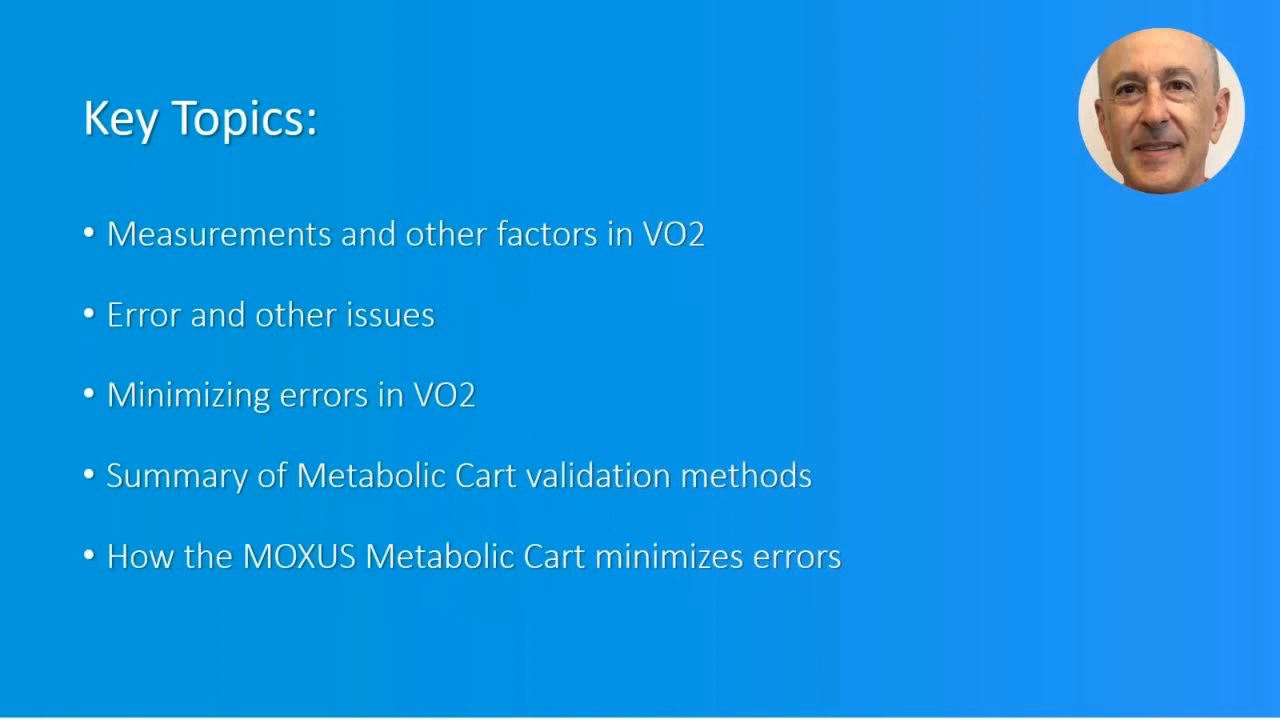 Key Topics:
• Measurements and other factors in VO2
• Error and other issues
• Minimizing errors in VO2
• Summary of Metabolic Cart validation methods
• How the MOXUS Metabolic Cart minimizes errors